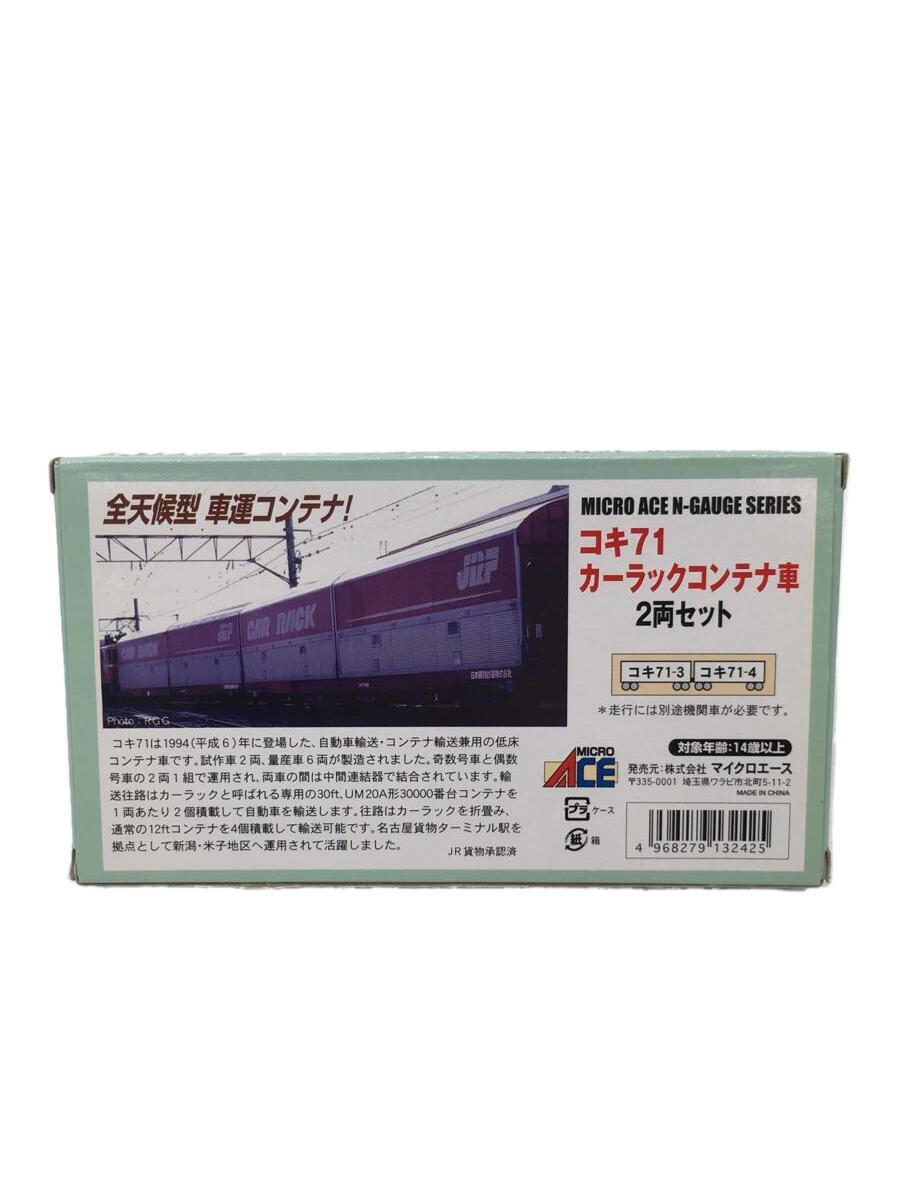 全天候型 車運コンテナ!
JRF
CAR RACK
JRF
CAR RACK
Photo : RGG
コキ71は1994(平成6)年に登場した、自動車輸送・コンテナ輸送兼用の低床
コンテナ車です。試作車2両、量産車6両が製造されました。奇数号車と偶数
号車の2両1組で運用され、両車の間は中間連結器で結合されています。輸
送往路はカーラックと呼ばれる専用の30ft、UM20A形30000番台コンテナを
1両あたり2個積載して自動車を輸送します。往路はカーラックを折畳み、
通常の12ftコンテナを4個積載して輸送可能です。名古屋貨物ターミナル駅を
拠点として新潟・米子地区へ運用されて活躍しました。
JR貨物承認済
MICRO ACE N-GAUGE SERIES
コキ71
カーラックコンテナ車
2両セット
コキ71-3 コキ71-4
*走行には別途機関車が必要です。
対象年齢:14歳以上
MICRO ACE
発売元:株式会社 マイクロエース
〒335-0001 埼玉県ワラビ市北町5-11-2
MADE IN CHINA
プラ ケース
紙 箱
4 968279 132425